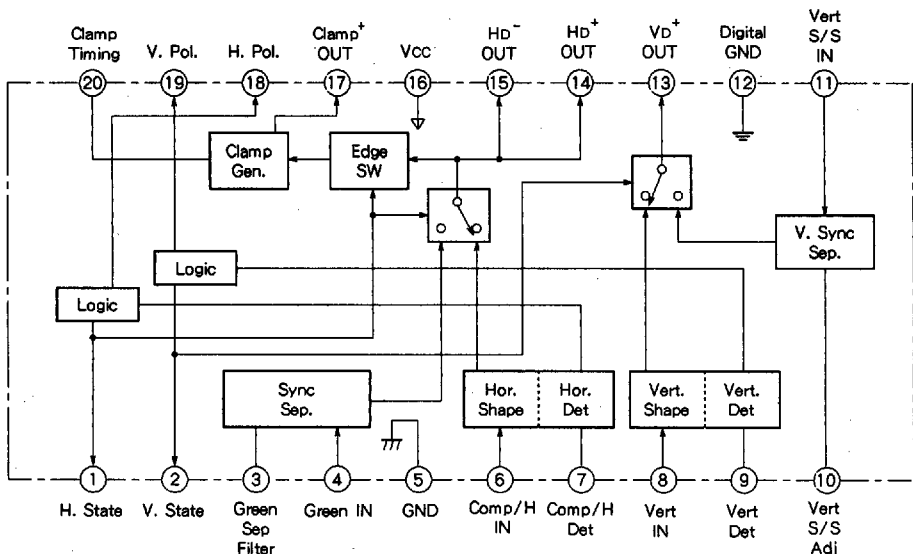 Clamp Timing
V. Pol.
H. Pol.
Clamp+ OUT
Vcc
HD− OUT
HD+ OUT
VD+ OUT
Digital GND
Vert S/S IN
20
19
18
17
16
15
14
13
12
11
Clamp Gen.
Edge SW
V. Sync Sep.
Logic
Logic
Sync Sep.
Hor. Shape
Hor. Det
Vert. Shape
Vert. Det
1
2
3
4
5
6
7
8
9
10
H. State
V. State
Green Sep Filter
Green IN
GND
Comp/H IN
Comp/H Det
Vert IN
Vert Det
Vert S/S Adj